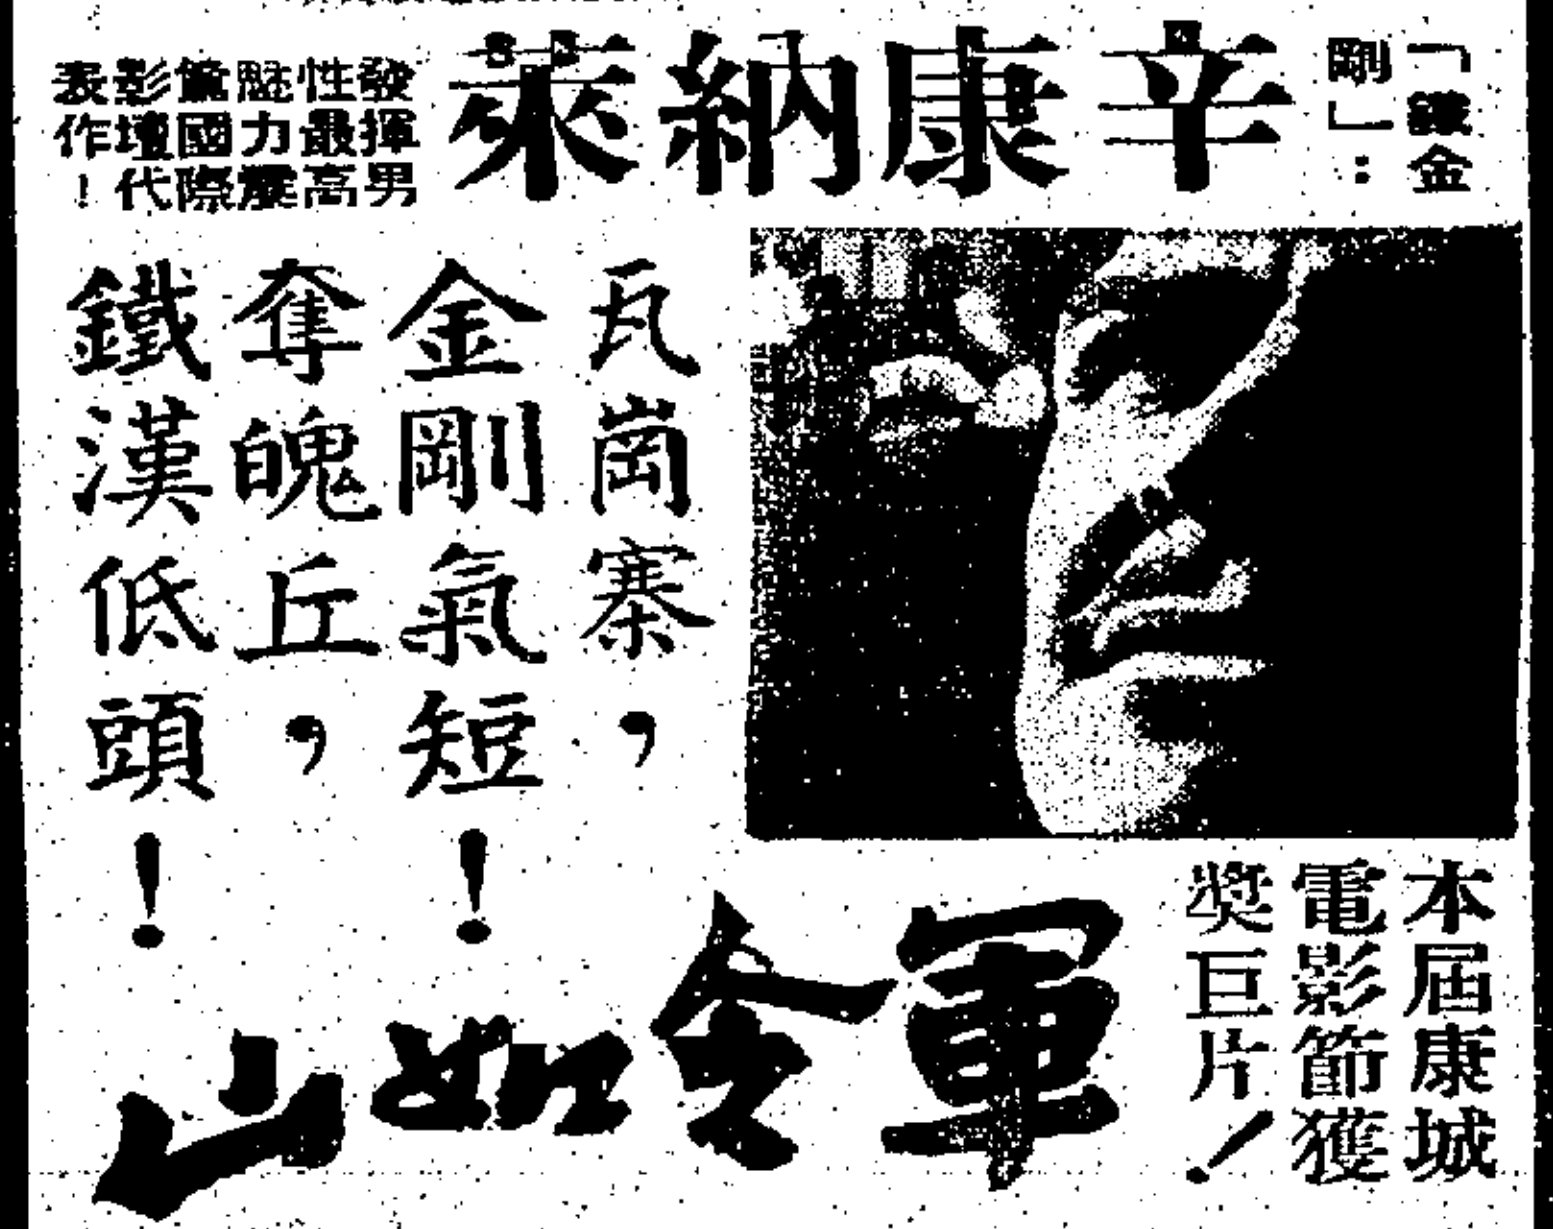 「鐵金
剛」：
辛康納萊
發揮男
性最高
魅力震
驚國際
影壇代
表作！
瓦崗寨，
金剛氣短！
奪魄丘，
鐵漢低頭！
本屆康城
電影節獲
獎巨片！
軍令如山